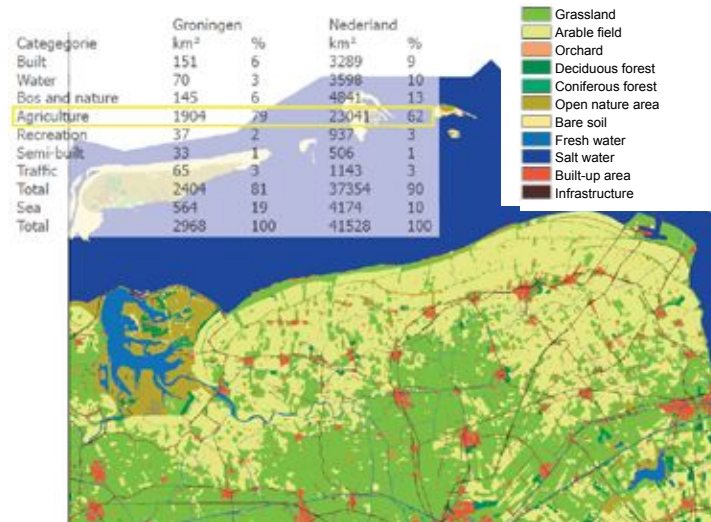 Groningen Nederland
Categegorie km² % km² %
Built 151 6 3289 9
Water 70 3 3598 10
Bos and nature 145 6 4841 13
Agriculture 1904 79 23041 62
Recreation 37 2 937 3
Semi-built 33 1 506 1
Traffic 65 3 1143 3
Total 2404 81 37354 90
Sea 564 19 4174 10
Total 2968 100 41528 100
Grassland
Arable field
Orchard
Deciduous forest
Coniferous forest
Open nature area
Bare soil
Fresh water
Salt water
Built-up area
Infrastructure